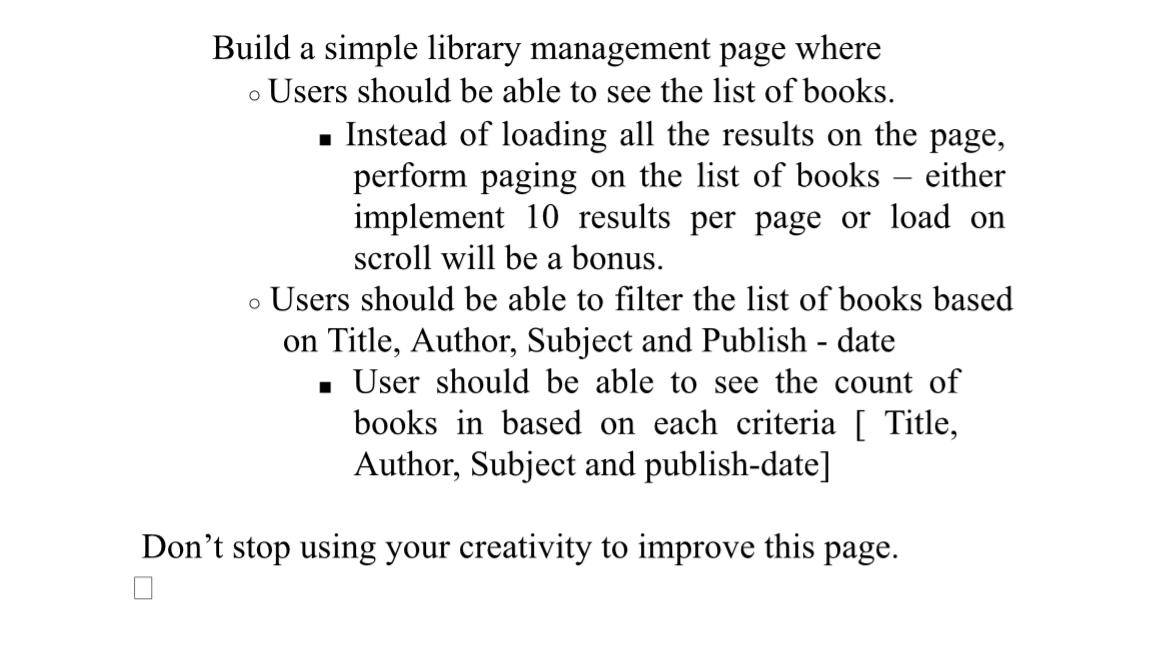 Build a simple library management page where
○ Users should be able to see the list of books.
■ Instead of loading all the results on the page,
perform paging on the list of books – either
implement 10 results per page or load on
scroll will be a bonus.
○ Users should be able to filter the list of books based
on Title, Author, Subject and Publish - date
■ User should be able to see the count of
books in based on each criteria [ Title,
Author, Subject and publish-date]
Don’t stop using your creativity to improve this page.